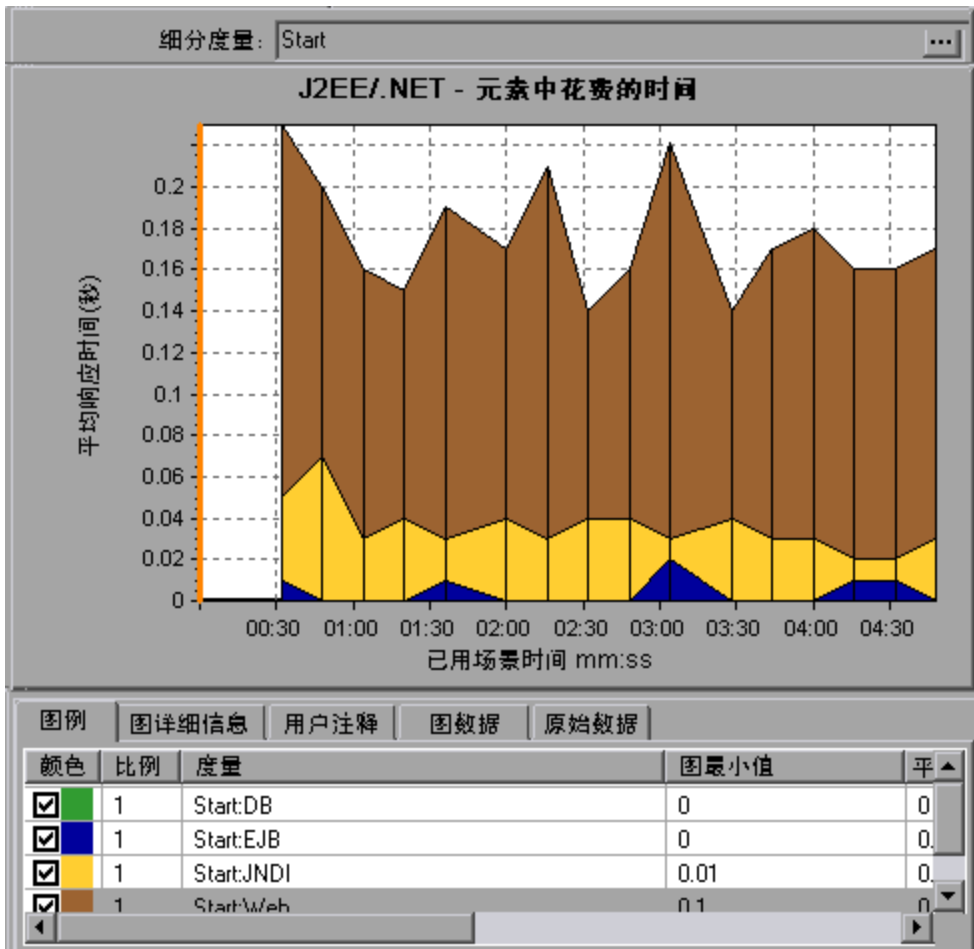 细分度量: Start ...
J2EE/.NET - 元素中花费的时间
平均响应时间(秒)
0.2
0.18
0.16
0.14
0.12
0.1
0.08
0.06
0.04
0.02
0
00:30 01:00 01:30 02:00 02:30 03:00 03:30 04:00 04:30
已用场景时间 mm:ss
图例 图详细信息 用户注释 图数据 原始数据
颜色 比例 度量 图最小值 平
1 Start:DB 0 0
1 Start:EJB 0 0.
1 Start:JNDI 0.01 0.
1 Start:Web 0.1 0